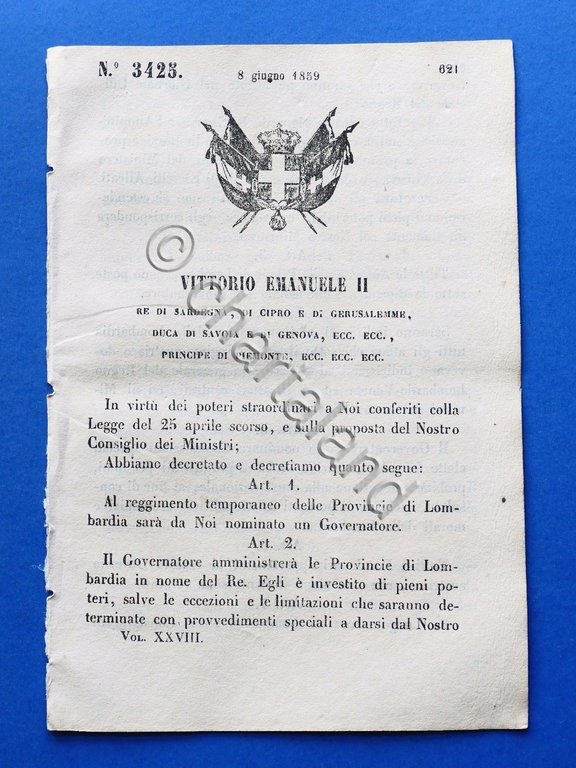 N.º 3425. 8 giugno 1859 621
VITTORIO EMANUELE II
RE DI SARDEGNA, DI CIPRO E DI GERUSALEMME,
DUCA DI SAVOIA E DI GENOVA, ECC. ECC.,
PRINCIPE DI PIEMONTE, ECC. ECC. ECC.
In virtù dei poteri straordinari a Noi conferiti colla
Legge del 25 aprile scorso, e sulla proposta del Nostro
Consiglio dei Ministri;
Abbiamo decretato e decretiamo quanto segue:
Art. 1.
Al reggimento temporaneo delle Provincie di Lom-
bardia sarà da Noi nominato un Governatore.
Art. 2.
Il Governatore amministrerà le Provincie di Lom-
bardia in nome del Re. Egli è investito di pieni po-
teri, salve le eccezioni e le limitazioni che saranno de-
terminate con provvedimenti speciali a darsi dal Nostro
VOL. XXVIII.
© chartaland